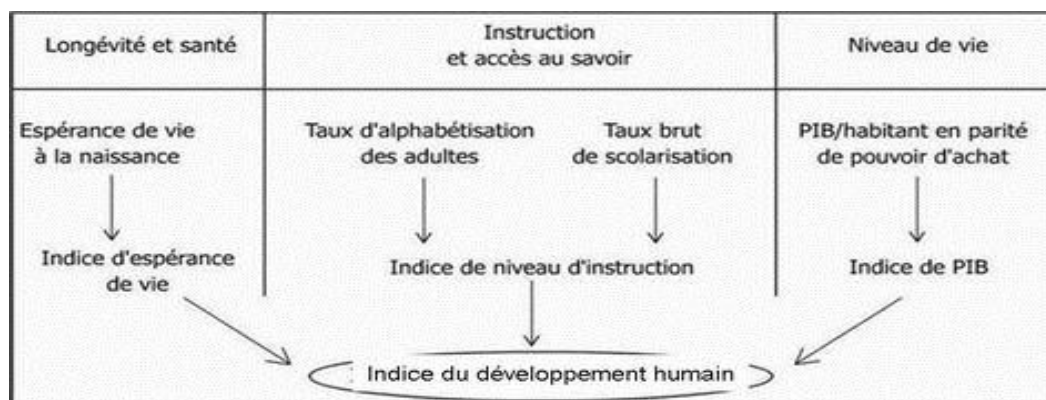 Longévité et santé
Instruction
et accès au savoir
Niveau de vie
Espérance de vie
à la naissance
Taux d'alphabétisation
des adultes
Taux brut
de scolarisation
PIB/habitant en parité
de pouvoir d'achat
Indice d'espérance
de vie
Indice de niveau d'instruction
Indice de PIB
Indice du développement humain